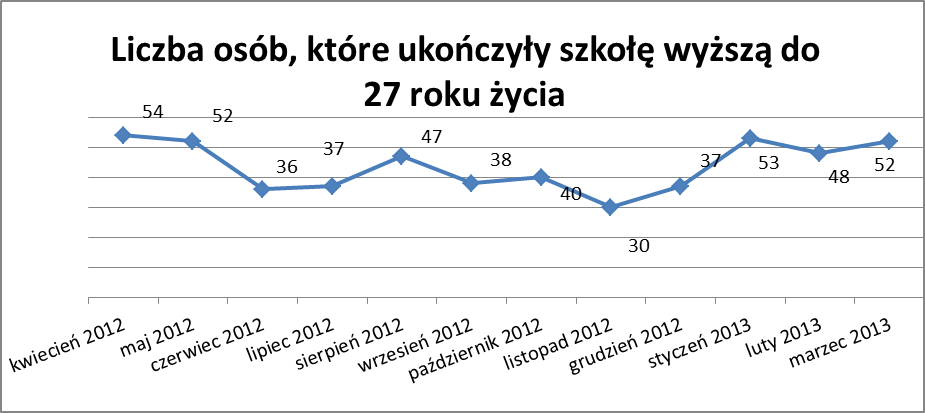 Liczba osób, które ukończyły szkołę wyższą do
27 roku życia
54
52
36
37
47
38
40
30
37
53
48
52
kwiecień 2012
maj 2012
czerwiec 2012
lipiec 2012
sierpień 2012
wrzesień 2012
październik 2012
listopad 2012
grudzień 2012
styczeń 2013
luty 2013
marzec 2013